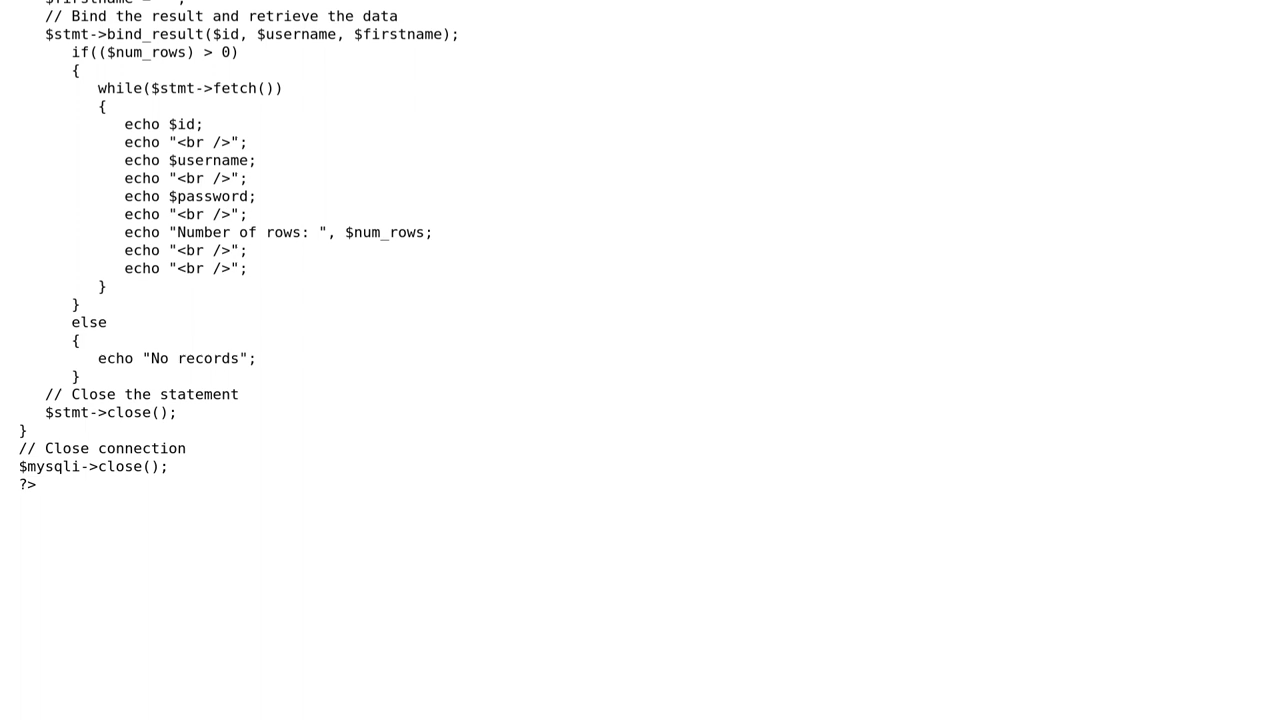 // Bind the result and retrieve the data
$stmt->bind_result($id, $username, $firstname);
if(($num_rows) > 0)
{
while($stmt->fetch())
{
echo $id;
echo "<br />";
echo $username;
echo "<br />";
echo $password;
echo "<br />";
echo "Number of rows: ", $num_rows;
echo "<br />";
echo "<br />";
}
}
else
{
echo "No records";
}
// Close the statement
$stmt->close();
}
// Close connection
$mysqli->close();
?>